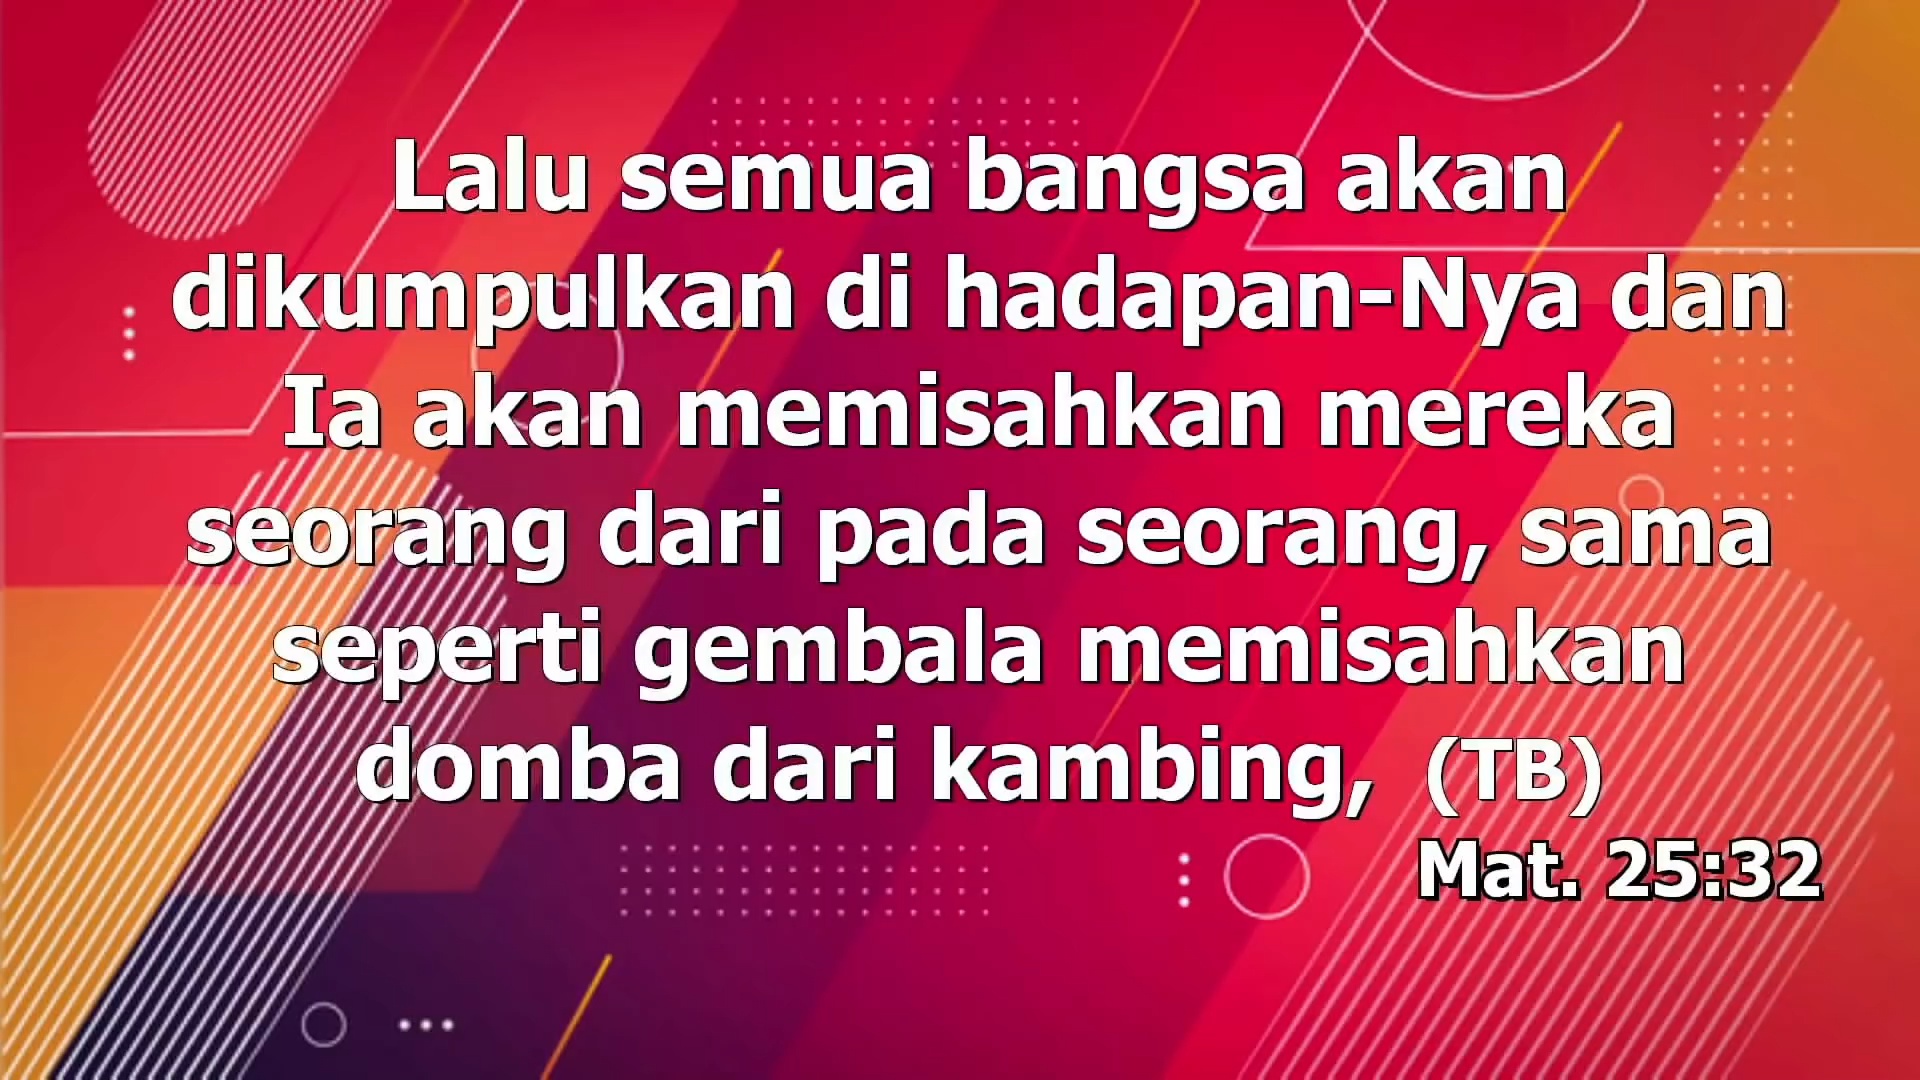 Lalu semua bangsa akan
dikumpulkan di hadapan-Nya dan
Ia akan memisahkan mereka
seorang dari pada seorang, sama
seperti gembala memisahkan
domba dari kambing, (TB)
Mat. 25:32